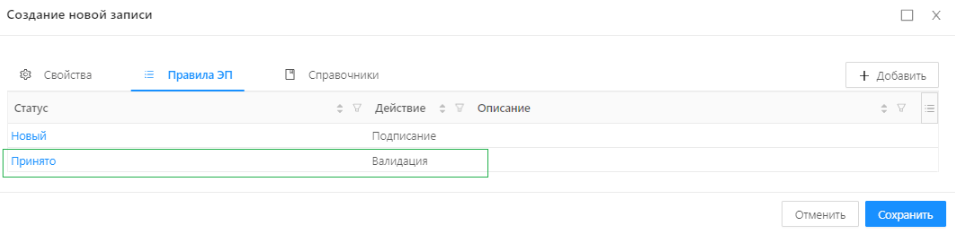 Создание новой записи
Свойства Правила ЭП Справочники Добавить
Статус Действие Описание
Новый Подписание
Принято Валидация
Отменить Сохранить